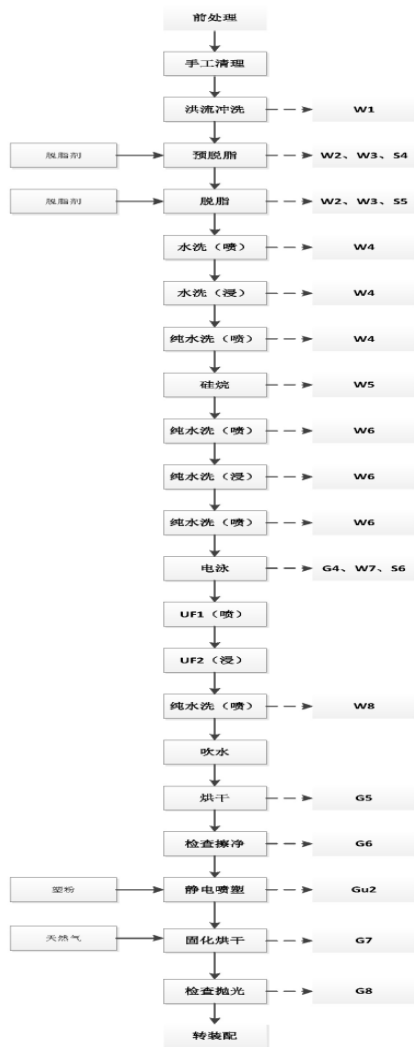 前处理
手工清理
洪流冲洗 W1
脱脂剂 预脱脂 W2、W3、S4
脱脂剂 脱脂 W2、W3、S5
水洗（喷） W4
水洗（浸） W4
纯水洗（喷） W4
硅烷 W5
纯水洗（喷） W6
纯水洗（浸） W6
纯水洗（喷） W6
电泳 G4、W7、S6
UF1（喷）
UF2（浸）
纯水洗（喷） W8
吹水
烘干 G5
检查擦净 G6
塑粉 静电喷塑 Gu2
天然气 固化烘干 G7
检查抛光 G8
转装配